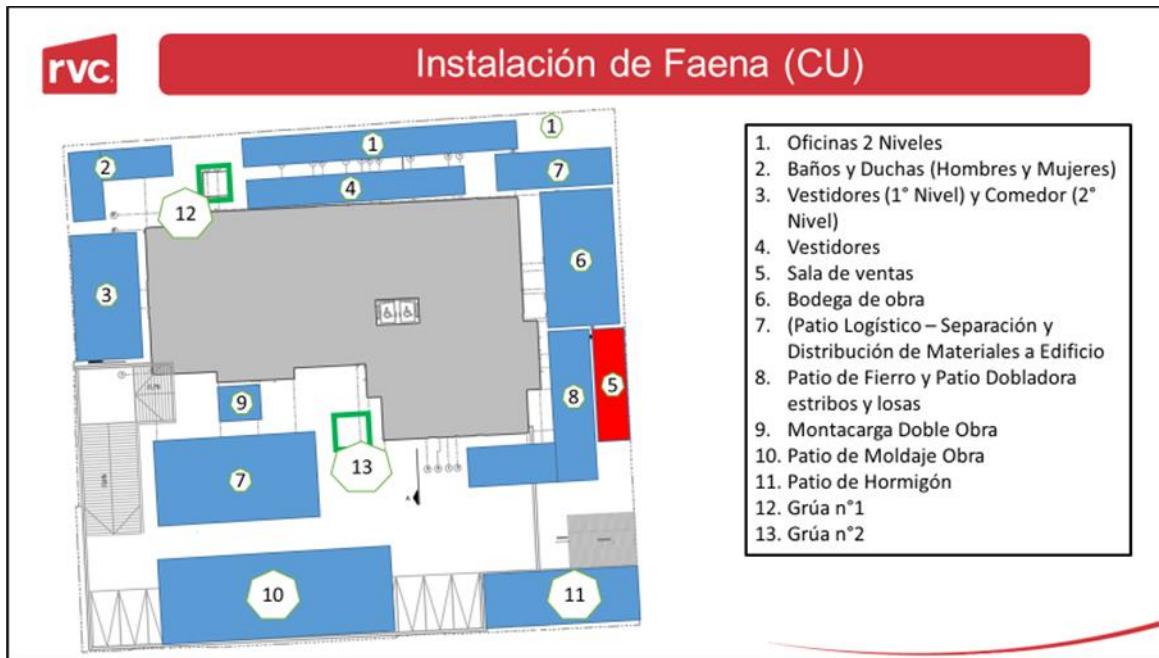 rvc
Instalación de Faena (CU)
1
1
2
4
7
12
6
3
5
8
9
13
7
10
11
A
1. Oficinas 2 Niveles
2. Baños y Duchas (Hombres y Mujeres)
3. Vestidores (1° Nivel) y Comedor (2°
Nivel)
4. Vestidores
5. Sala de ventas
6. Bodega de obra
7. (Patio Logístico – Separación y
Distribución de Materiales a Edificio
8. Patio de Fierro y Patio Dobladora
estribos y losas
9. Montacarga Doble Obra
10. Patio de Moldaje Obra
11. Patio de Hormigón
12. Grúa n°1
13. Grúa n°2